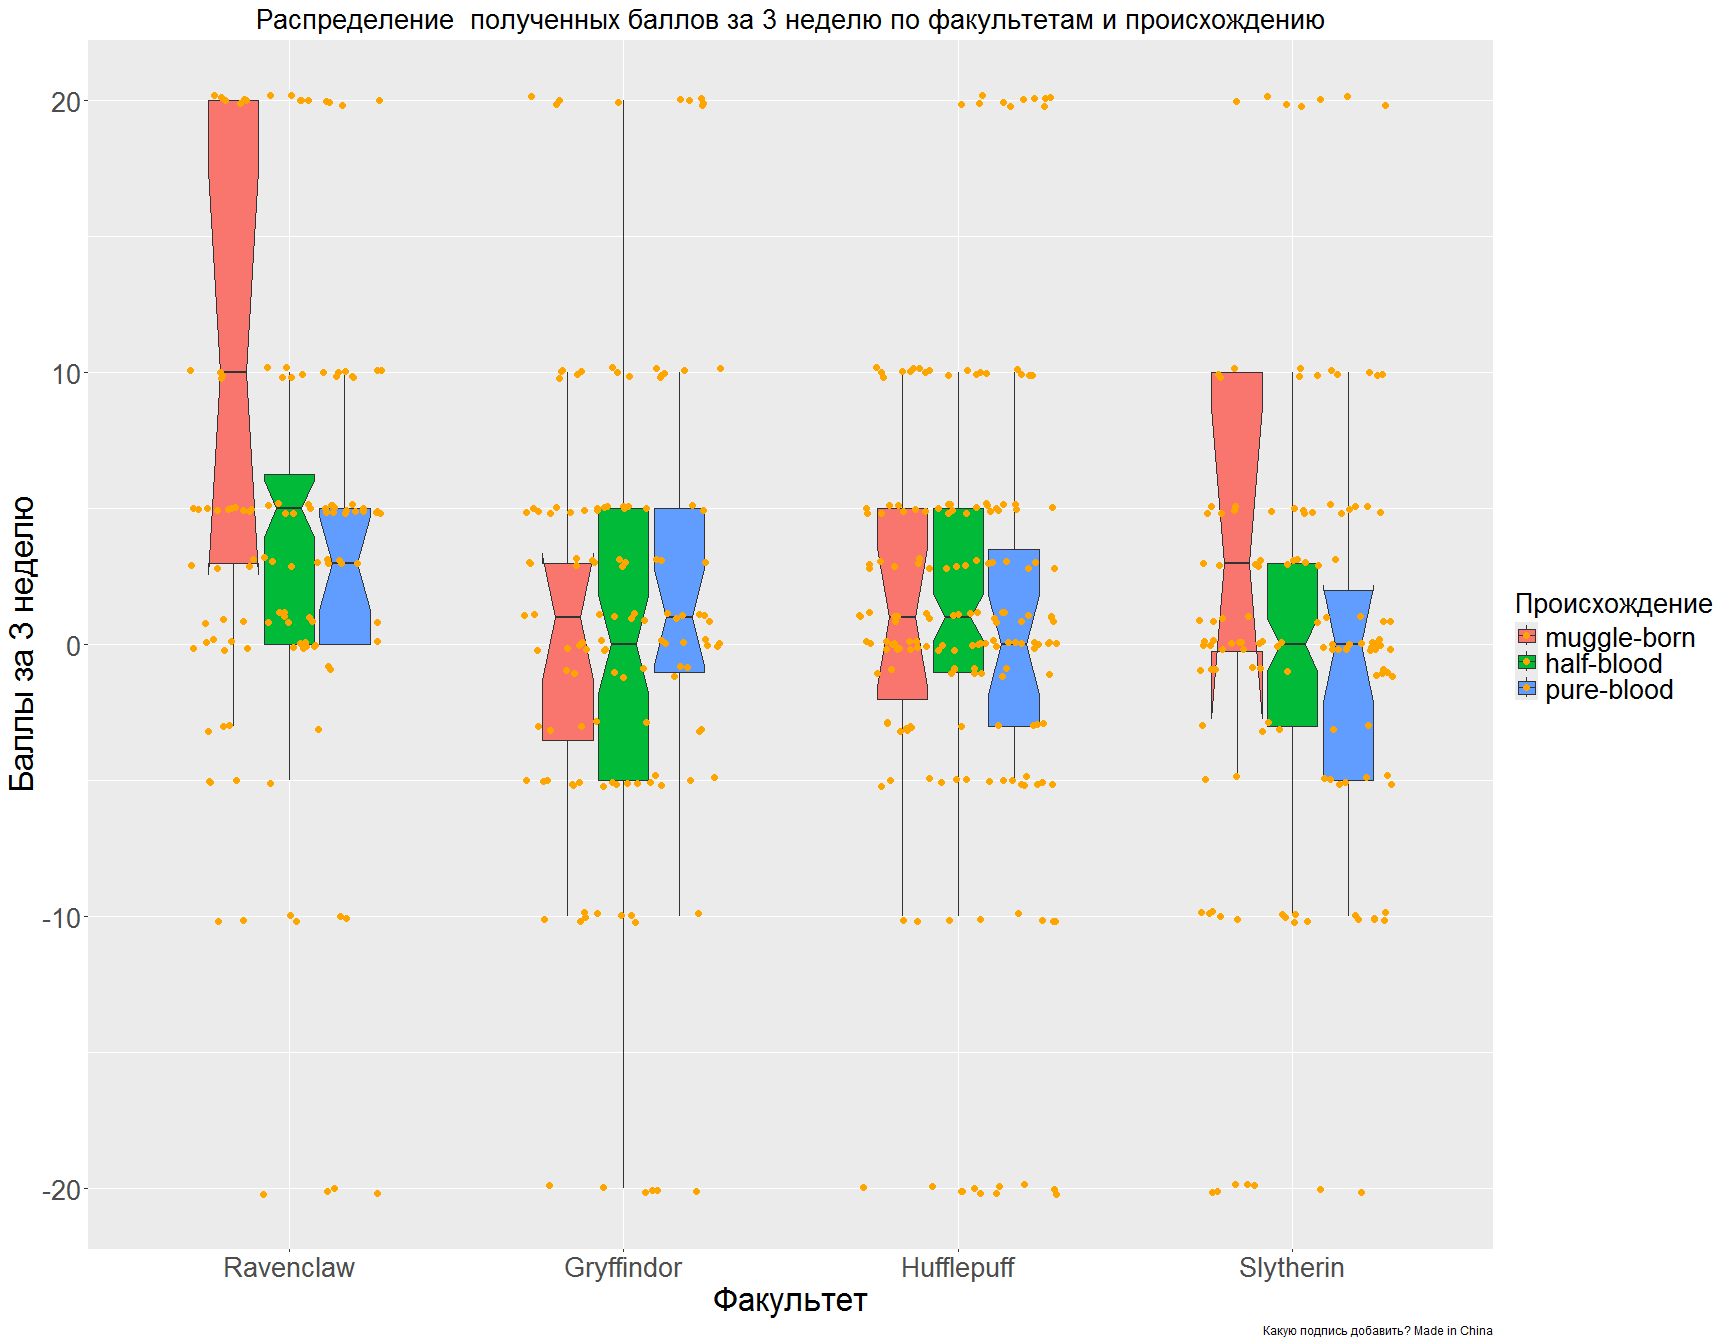 Распределение  полученных баллов за 3 неделю по факультетам и происхождению
Баллы за 3 неделю
20
10
0
-10
-20
Ravenclaw
Gryffindor
Hufflepuff
Slytherin
Факультет
Происхождение
muggle-born
half-blood
pure-blood
Какую подпись добавить? Made in China